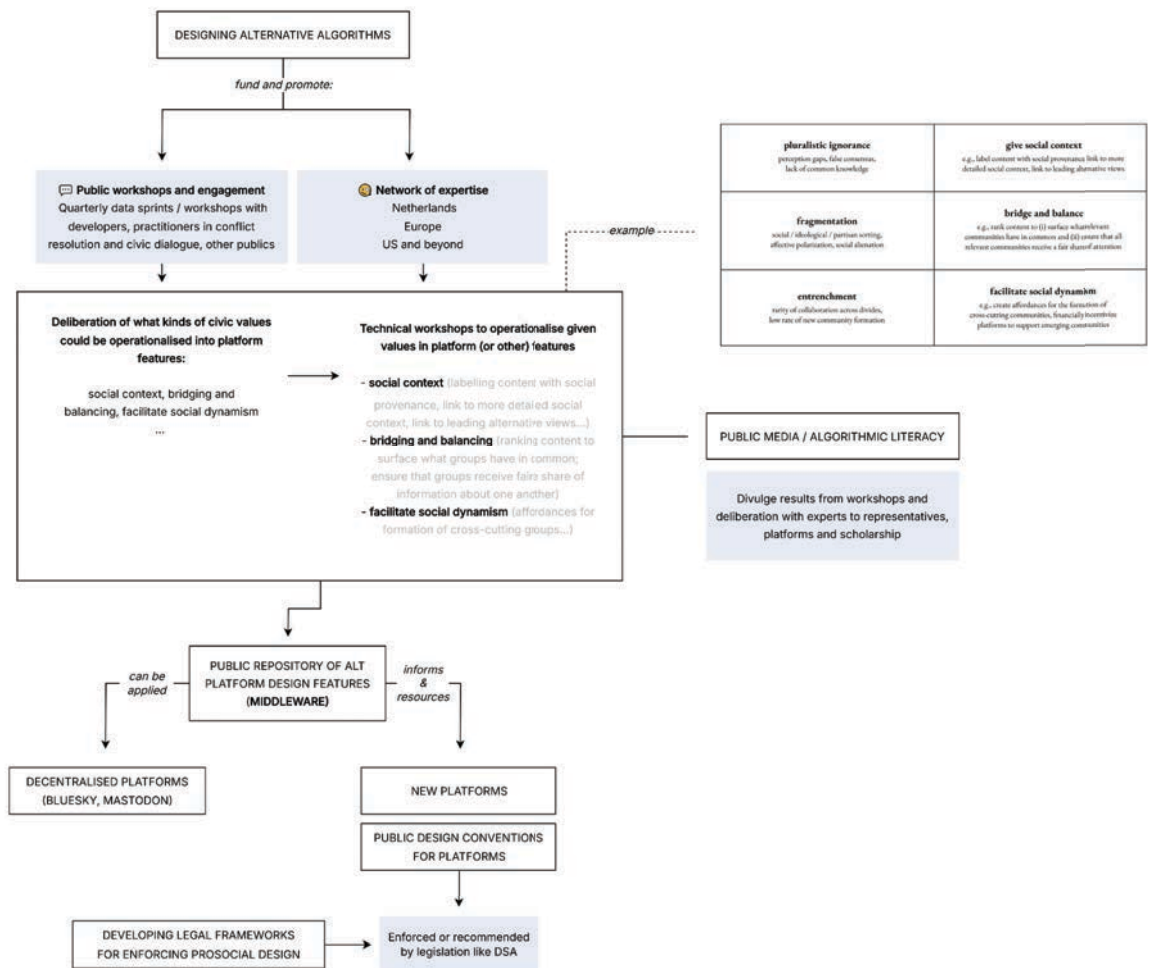 DESIGNING ALTERNATIVE ALGORITHMS
fund and promote:
Public workshops and engagement
Quarterly data sprints / workshops with
developers, practitioners in conflict
resolution and civic dialogue, other publics
Network of expertise
Netherlands
Europe
US and beyond
example
pluralistic ignorance
perception gaps, false consensus,
lack of common knowledge
give social context
e.g., label content with social provenance link to more
detailed social context, link to leading alternative views
fragmentation
social / ideological / partisan sorting,
affective polarization, social alienation
bridge and balance
e.g., rank content to (i) surface what relevant
communities have in common and (ii) ensure that all
relevant communities receive a fair share of attention
entrenchment
rarity of collaboration across divides,
low rate of new community formation
facilitate social dynamism
e.g., create affordances for the formation of
cross-cutting communities, financially incentivize
platforms to support emerging communities
Deliberation of what kinds of civic values
could be operationalised into platform
features:
social context, bridging and
balancing, facilitate social dynamism
...
Technical workshops to operationalise given
values in platform (or other) features
- social context (labelling content with social
provenance, link to more detailed social
context, link to leading alternative views...)
- bridging and balancing (ranking content to
surface what groups have in common;
ensure that groups receive fairs share of
information about one another)
- facilitate social dynamism (affordances for
formation of cross-cutting groups...)
PUBLIC MEDIA / ALGORITHMIC LITERACY
Divulge results from workshops and
deliberation with experts to representatives,
platforms and scholarship
can be
applied
PUBLIC REPOSITORY OF ALT
PLATFORM DESIGN FEATURES
(MIDDLEWARE)
informs
&
resources
DECENTRALISED PLATFORMS
(BLUESKY, MASTODON)
NEW PLATFORMS
PUBLIC DESIGN CONVENTIONS
FOR PLATFORMS
DEVELOPING LEGAL FRAMEWORKS
FOR ENFORCING PROSOCIAL DESIGN
Enforced or recommended
by legislation like DSA